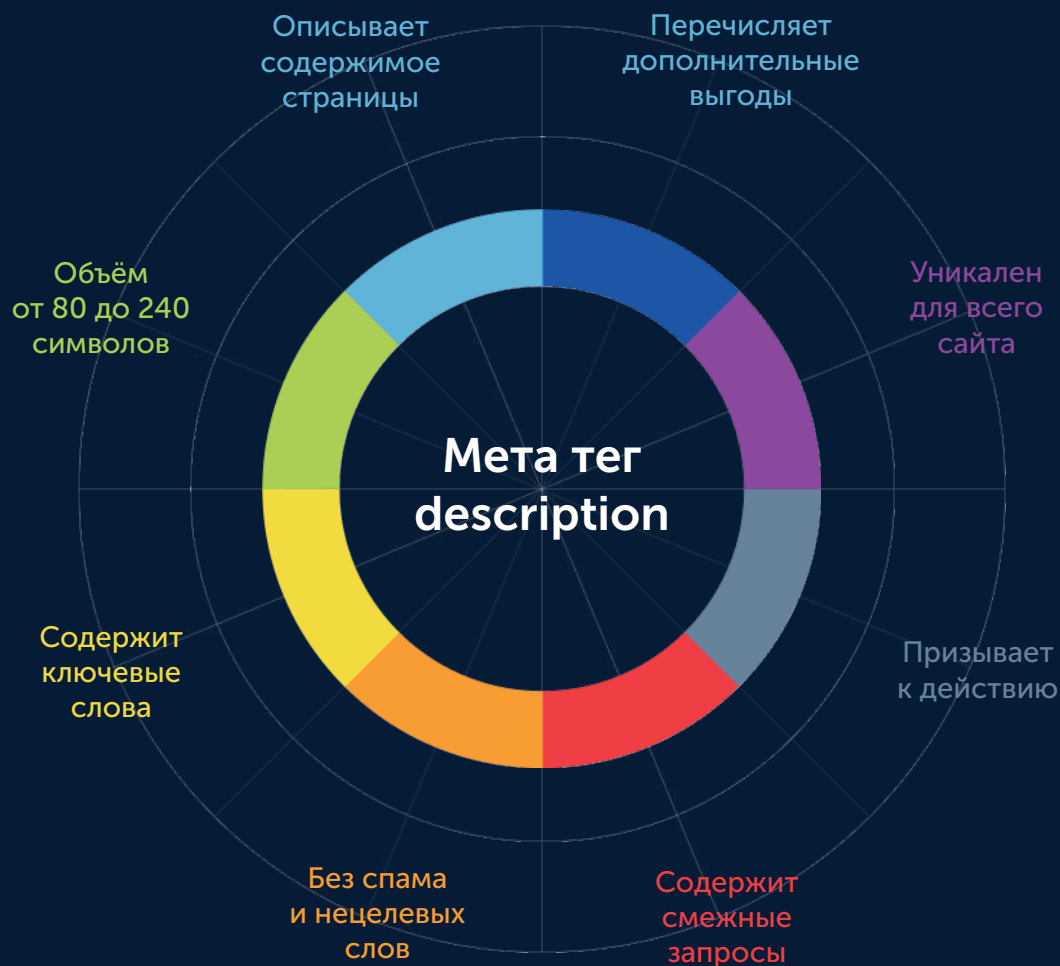 Описывает
содержимое
страницы
Перечисляет
дополнительные
выгоды
Объём
от 80 до 240
символов
Уникален
для всего
сайта
Мета тег
description
Содержит
ключевые
слова
Призывает
к действию
Без спама
и нецелевых
слов
Содержит
смежные
запросы